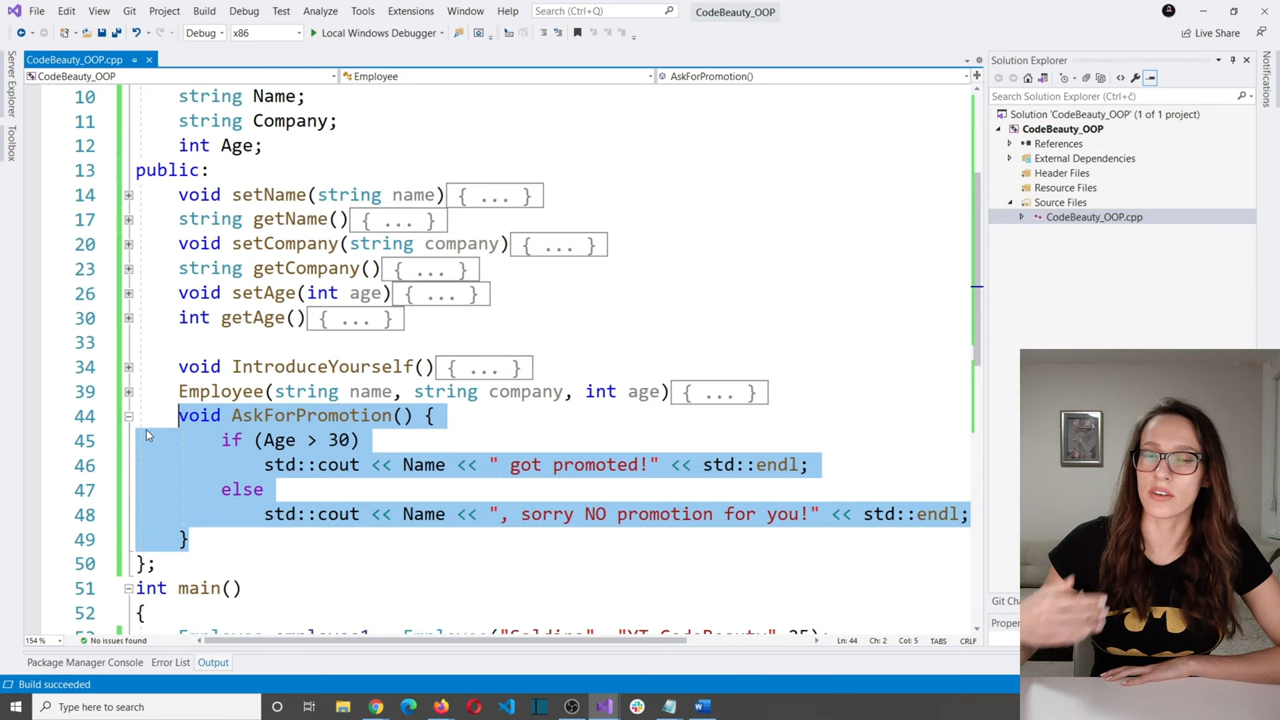 File Edit View Git Project Build Debug Test Analyze Tools Extensions Window Help Search (Ctrl+Q) CodeBeauty_OOP
Debug x86 Local Windows Debugger Live Share
Server Explorer
Toolbox
CodeBeauty_OOP.cpp
CodeBeauty_OOP Employee AskForPromotion()
10 string Name;
11 string Company;
12 int Age;
13 public:
14 void setName(string name) { ... }
17 string getName() { ... }
20 void setCompany(string company) { ... }
23 string getCompany() { ... }
26 void setAge(int age) { ... }
30 int getAge() { ... }
33
34 void IntroduceYourself() { ... }
39 Employee(string name, string company, int age) { ... }
44 void AskForPromotion() {
45 if (Age > 30)
46 std::cout << Name << " got promoted!" << std::endl;
47 else
48 std::cout << Name << ", sorry NO promotion for you!" << std::endl;
49 }
50 };
51 int main()
52 {
154 % No issues found Ln: 44 Ch: 2 Col: 5 TABS CRLF
Package Manager Console Error List Output
Build succeeded
Type here to search
Solution Explorer
Search Solution Explorer (Ctrl+č)
Solution 'CodeBeauty_OOP' (1 of 1 project)
CodeBeauty_OOP
References
External Dependencies
Header Files
Resource Files
Source Files
CodeBeauty_OOP.cpp
Notifications